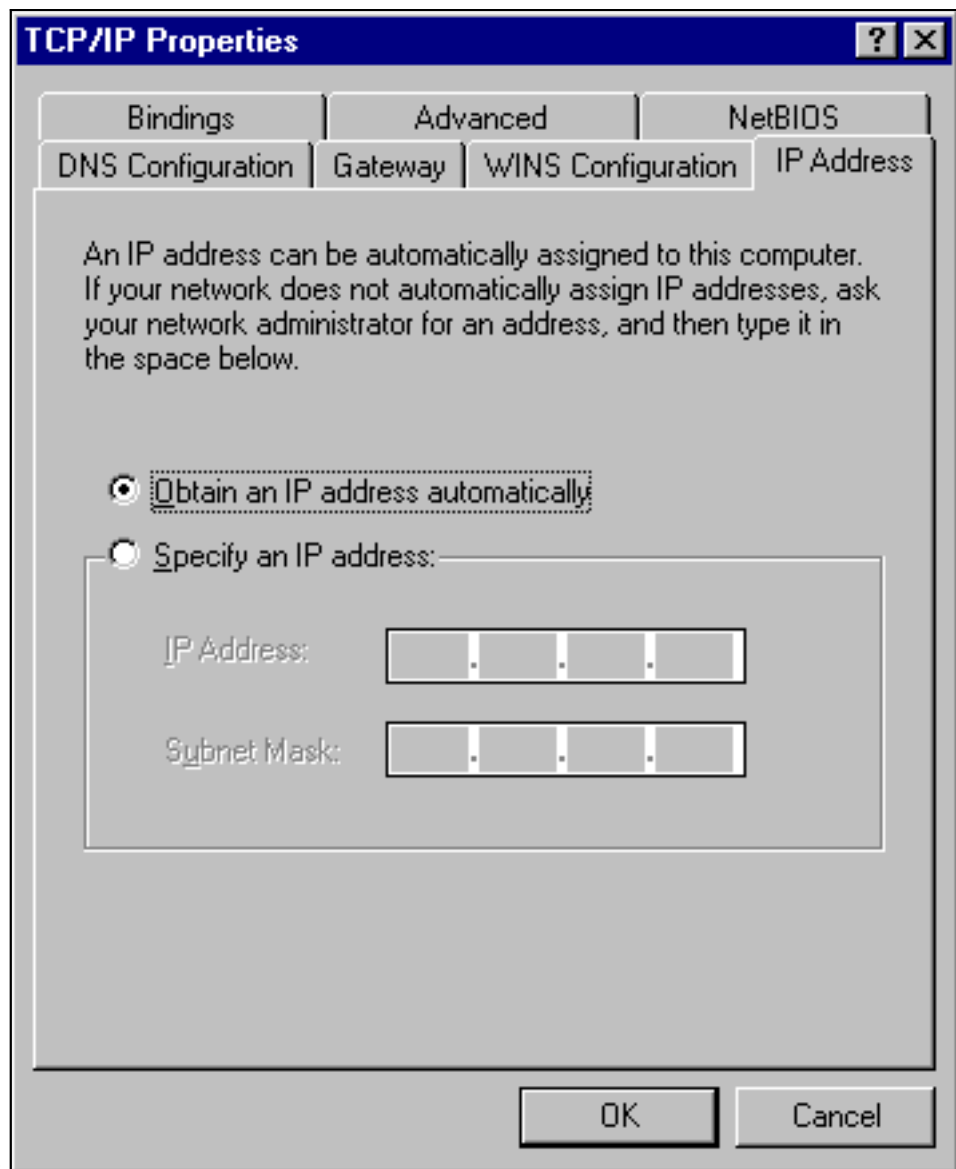 TCP/IP Properties
Bindings Advanced NetBIOS
DNS Configuration Gateway WINS Configuration IP Address
An IP address can be automatically assigned to this computer.
If your network does not automatically assign IP addresses, ask
your network administrator for an address, and then type it in
the space below.
Obtain an IP address automatically
Specify an IP address:
IP Address:
Subnet Mask:
OK Cancel